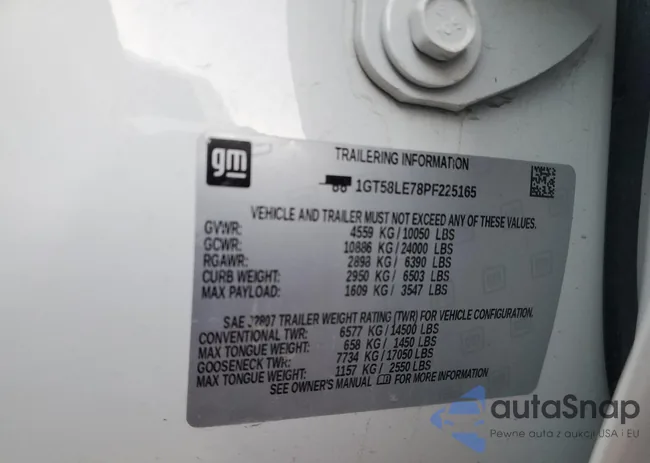 gm
TRAILERING INFORMATION
1GT58LE78PF225165
VEHICLE AND TRAILER MUST NOT EXCEED ANY OF THESE VALUES.
GVWR: 4559 KG/10050 LBS
GCWR: 10886 KG/24000 LBS
RGAWR: 2898 KG/ 6390 LBS
CURB WEIGHT: 2950 KG/ 6503 LBS
MAX PAYLOAD: 1609 KG/ 3547 LBS
SAE J2807 TRAILER WEIGHT RATING (TWR) FOR VEHICLE CONFIGURATION.
CONVENTIONAL TWR: 6577 KG/14500 LBS
MAX TONGUE WEIGHT: 658 KG/ 1450 LBS
GOOSENECK TWR: 7734 KG/17050 LBS
MAX TONGUE WEIGHT: 1157 KG/ 2550 LBS
SEE OWNER'S MANUAL FOR MORE INFORMATION
autaSnap
Pewne auta z aukcji USA i EU